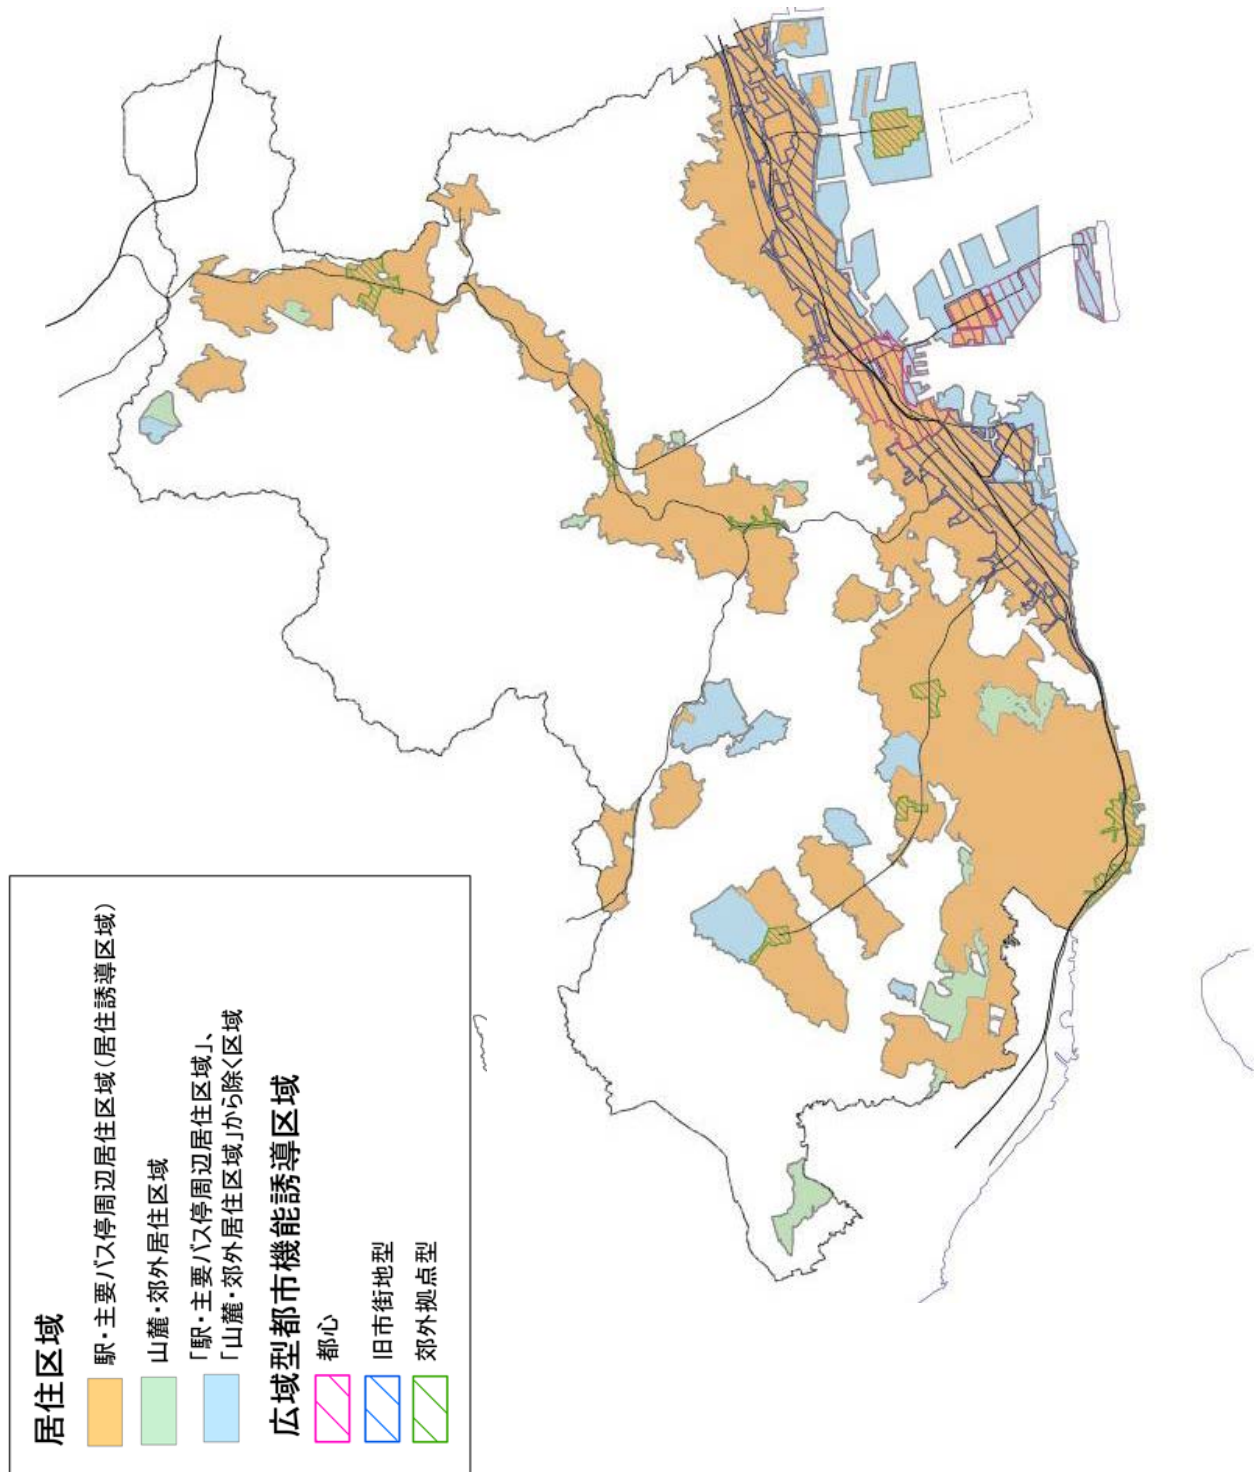 居住区域
駅・主要バス停周辺居住区域(居住誘導区域)
山麓・郊外居住区域
「駅・主要バス停周辺居住区域」、
「山麓・郊外居住区域」から除く区域
広域型都市機能誘導区域
都心
旧市街地型
郊外拠点型